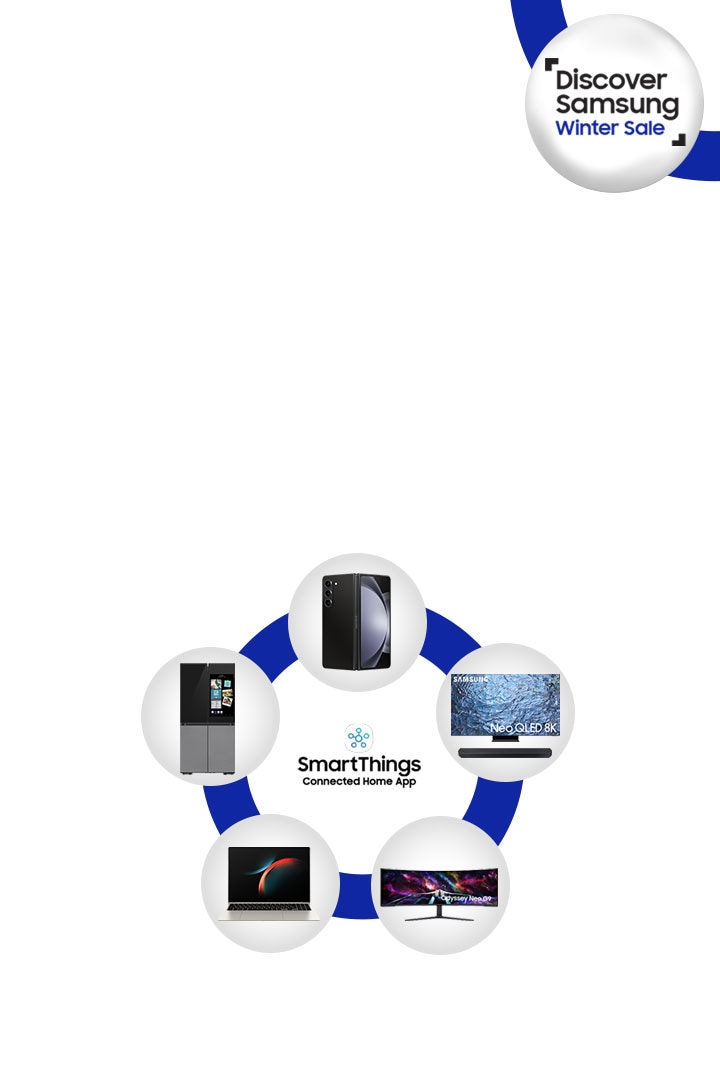 Discover
Samsung
Winter Sale
SAMSUNG
Neo QLED 8K
SmartThings
Connected Home App
Odyssey Neo G9